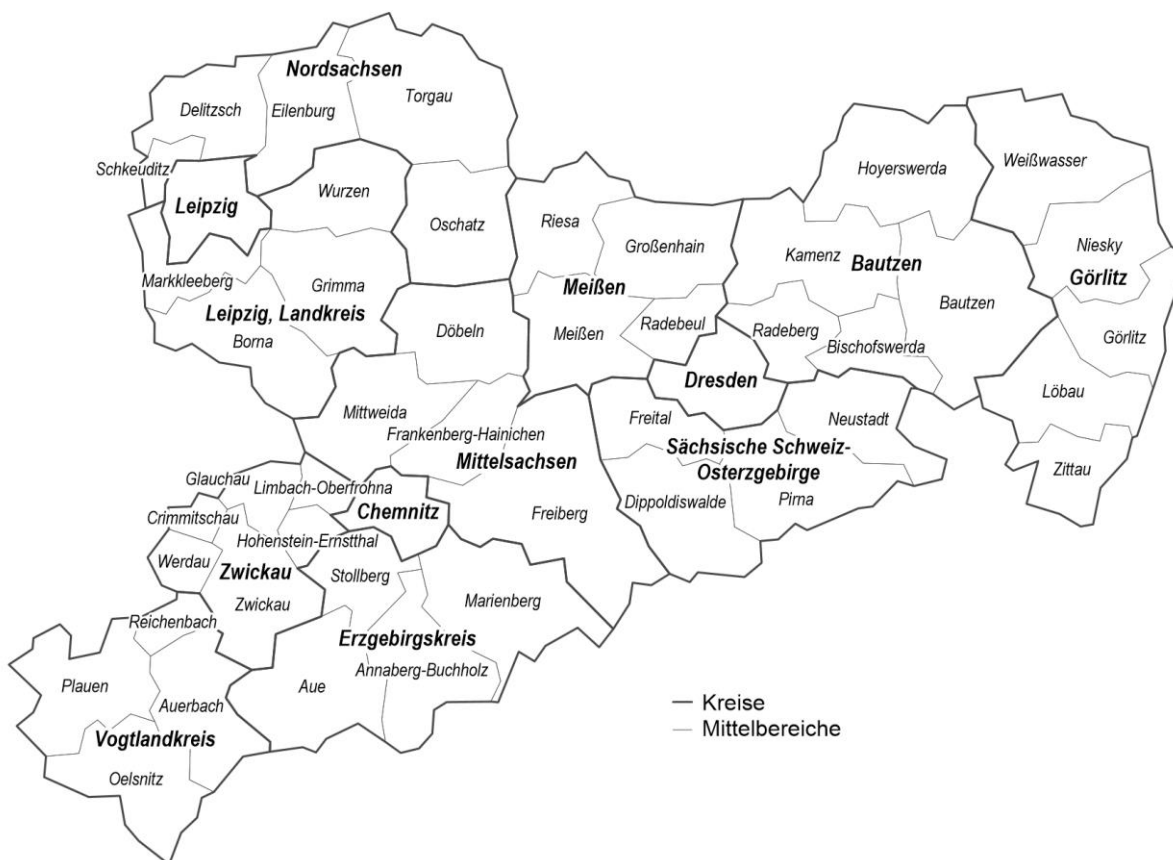 Nordsachsen
Torgau
Delitzsch
Eilenburg
Schkeuditz
Wurzen
Leipzig
Oschatz
Markkleeberg
Grimma
Leipzig, Landkreis
Borna
Döbeln
Riesa
Großenhain
Meißen
Meißen
Radebeul
Hoyerswerda
Weißwasser
Kamenz
Bautzen
Bautzen
Niesky
Görlitz
Görlitz
Radeberg
Bischofswerda
Löbau
Zittau
Dresden
Freital
Neustadt
Sächsische Schweiz-
Osterzgebirge
Dippoldiswalde
Pirna
Mittweida
Frankenberg-Hainichen
Mittelsachsen
Freiberg
Glauchau
Limbach-Oberfrohna
Chemnitz
Crimmitschau
Hohenstein-Ernstthal
Werdau
Zwickau
Zwickau
Stollberg
Marienberg
Erzgebirgskreis
Annaberg-Buchholz
Aue
Reichenbach
Plauen
Auerbach
Vogtlandkreis
Oelsnitz
Kreise
Mittelbereiche